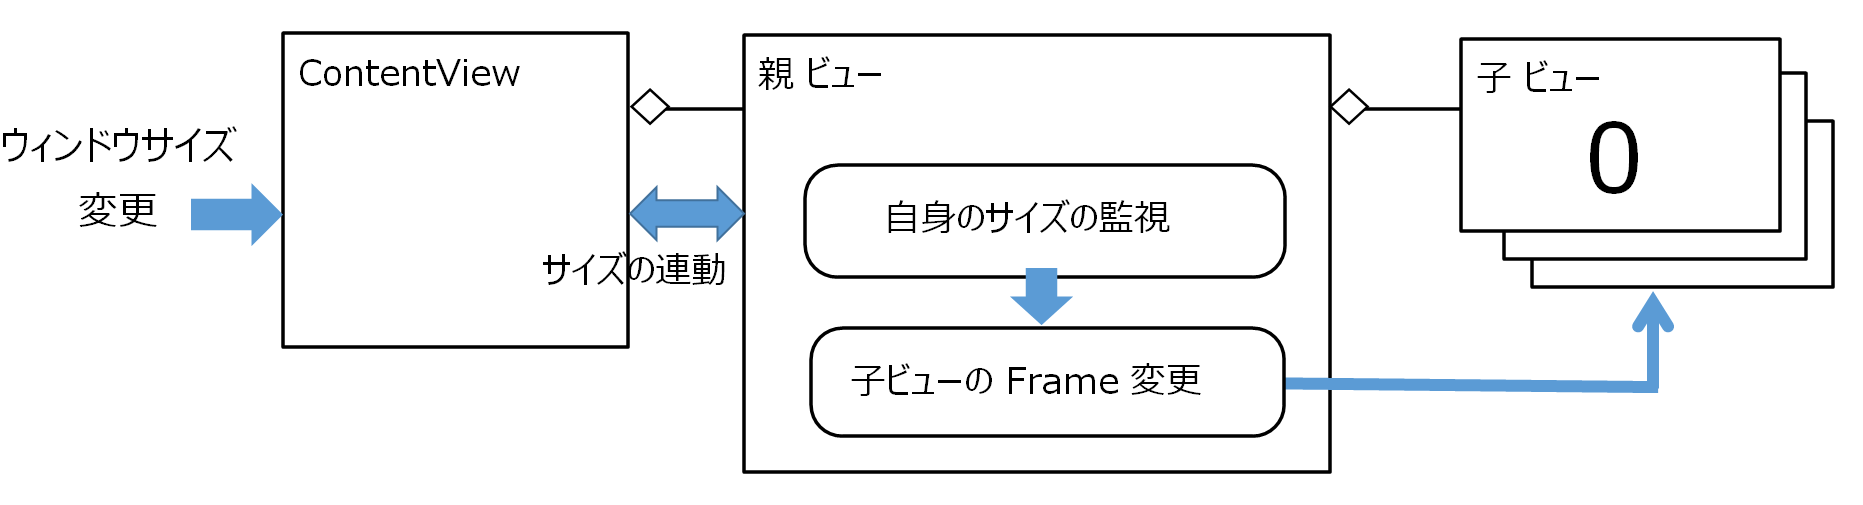 ContentView
ウィンドウサイズ
変更
サイズの連動
親 ビュー
自身のサイズの監視
子ビューの Frame 変更
子 ビュー
0